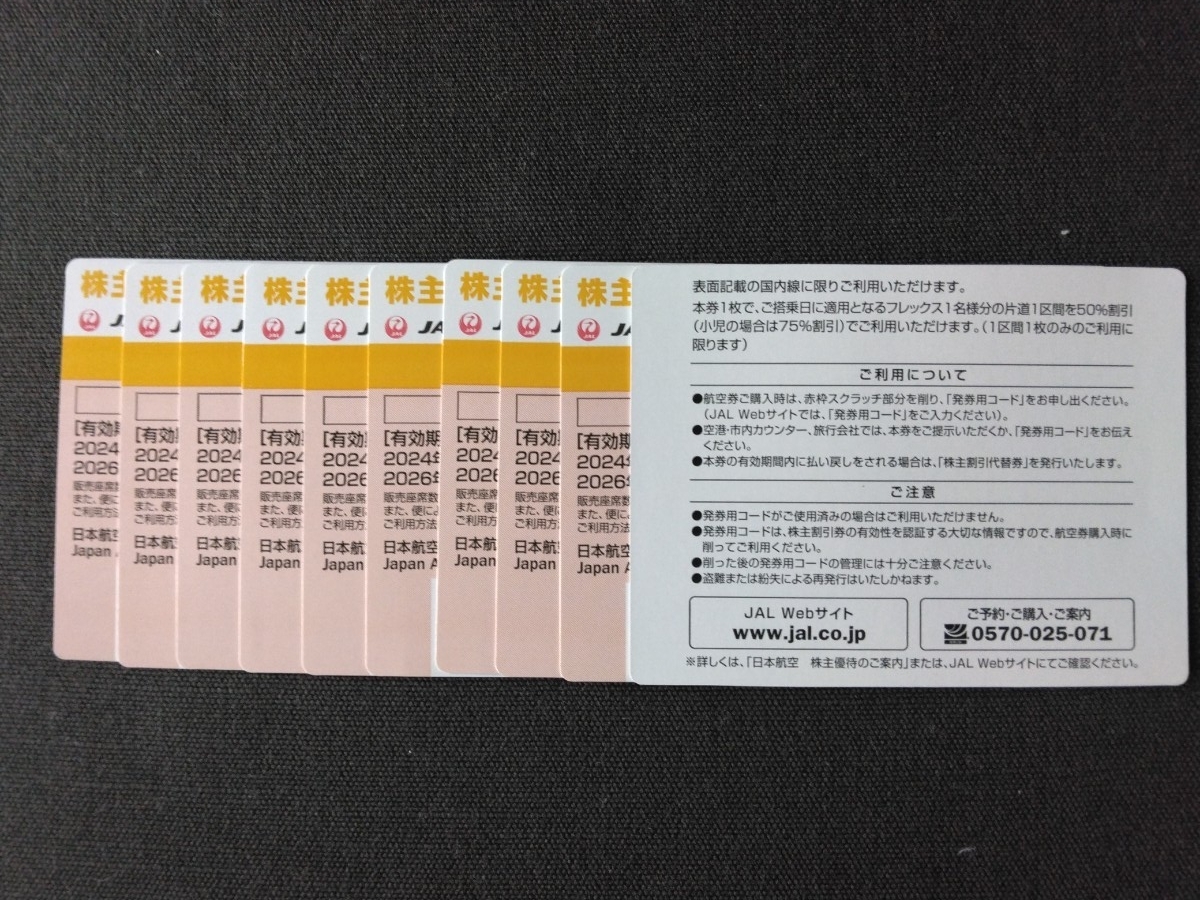 株主
JAL
[有効期
2024年
2026年
販売座席数
また、便によ
ご利用方法
日本航空
Japan A
表面記載の国内線に限りご利用いただけます。
本券1枚で、ご搭乗日に適用となるフレックス1名様分の片道1区間を50%割引
(小児の場合は75%割引)でご利用いただけます。(1区間1枚のみのご利用に
限ります)
ご利用について
●航空券ご購入時は、赤枠スクラッチ部分を削り、「発券用コード」をお申し出ください。
(JAL Webサイトでは、「発券用コード」をご入力ください)。
●空港・市内カウンター、旅行会社では、本券をご提示いただくか、「発券用コード」をお伝え
ください。
●本券の有効期間内に払い戻しをされる場合は、「株主割引代替券」を発行いたします。
ご注意
●発券用コードがご使用済みの場合はご利用いただけません。
●発券用コードは、株主割引券の有効性を認証する大切な情報ですので、航空券購入時に
削ってご利用ください。
●削った後の発券用コードの管理には十分ご注意ください。
●盗難または紛失による再発行はいたしかねます。
JAL Webサイト
www.jal.co.jp
ご予約・ご購入・ご案内
0570-025-071
※詳しくは、「日本航空 株主優待のご案内」または、JAL Webサイトにてご確認ください。